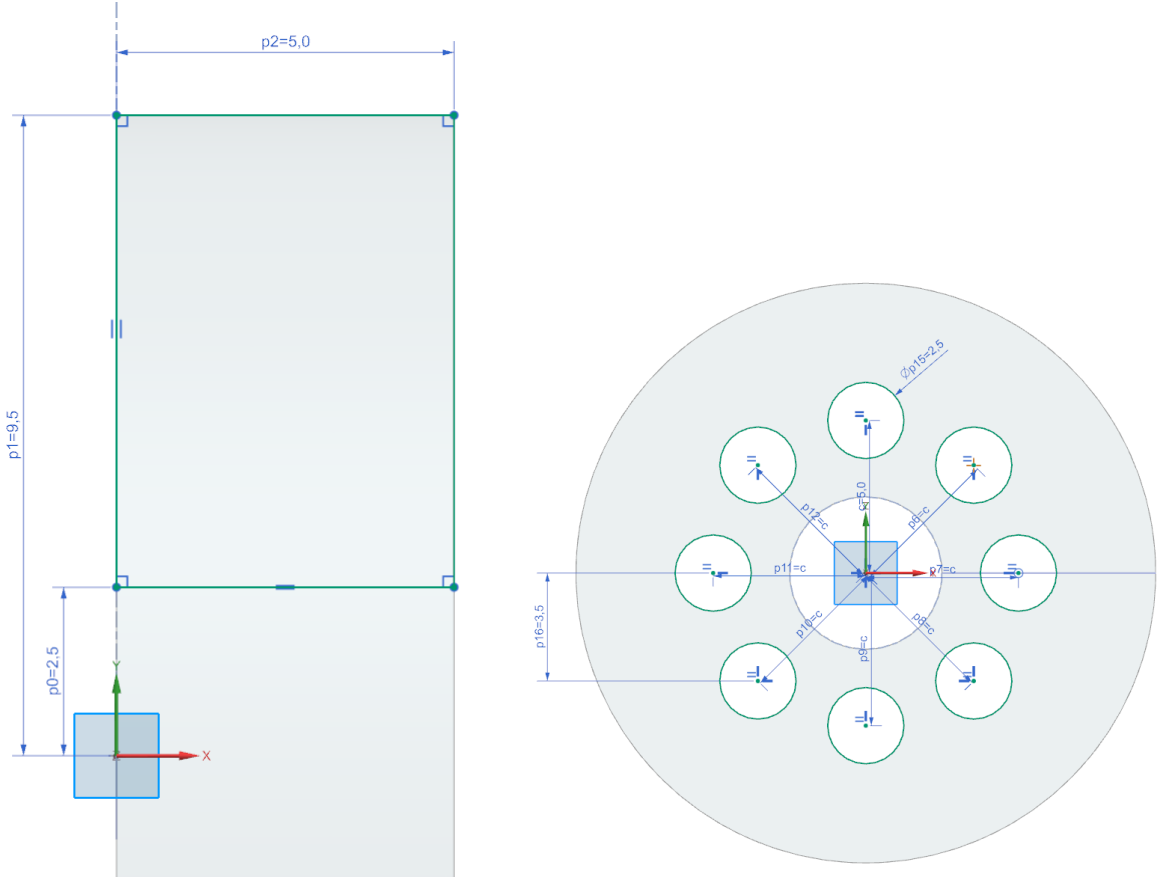 p2=5,0
p1=9,5
p0=2,5
Y
X
Øp15=2,5
p12=c
c=5,0
p6=c
p11=c
p7=c
X
p16=3,5
p10=c
p9=c
p8=c